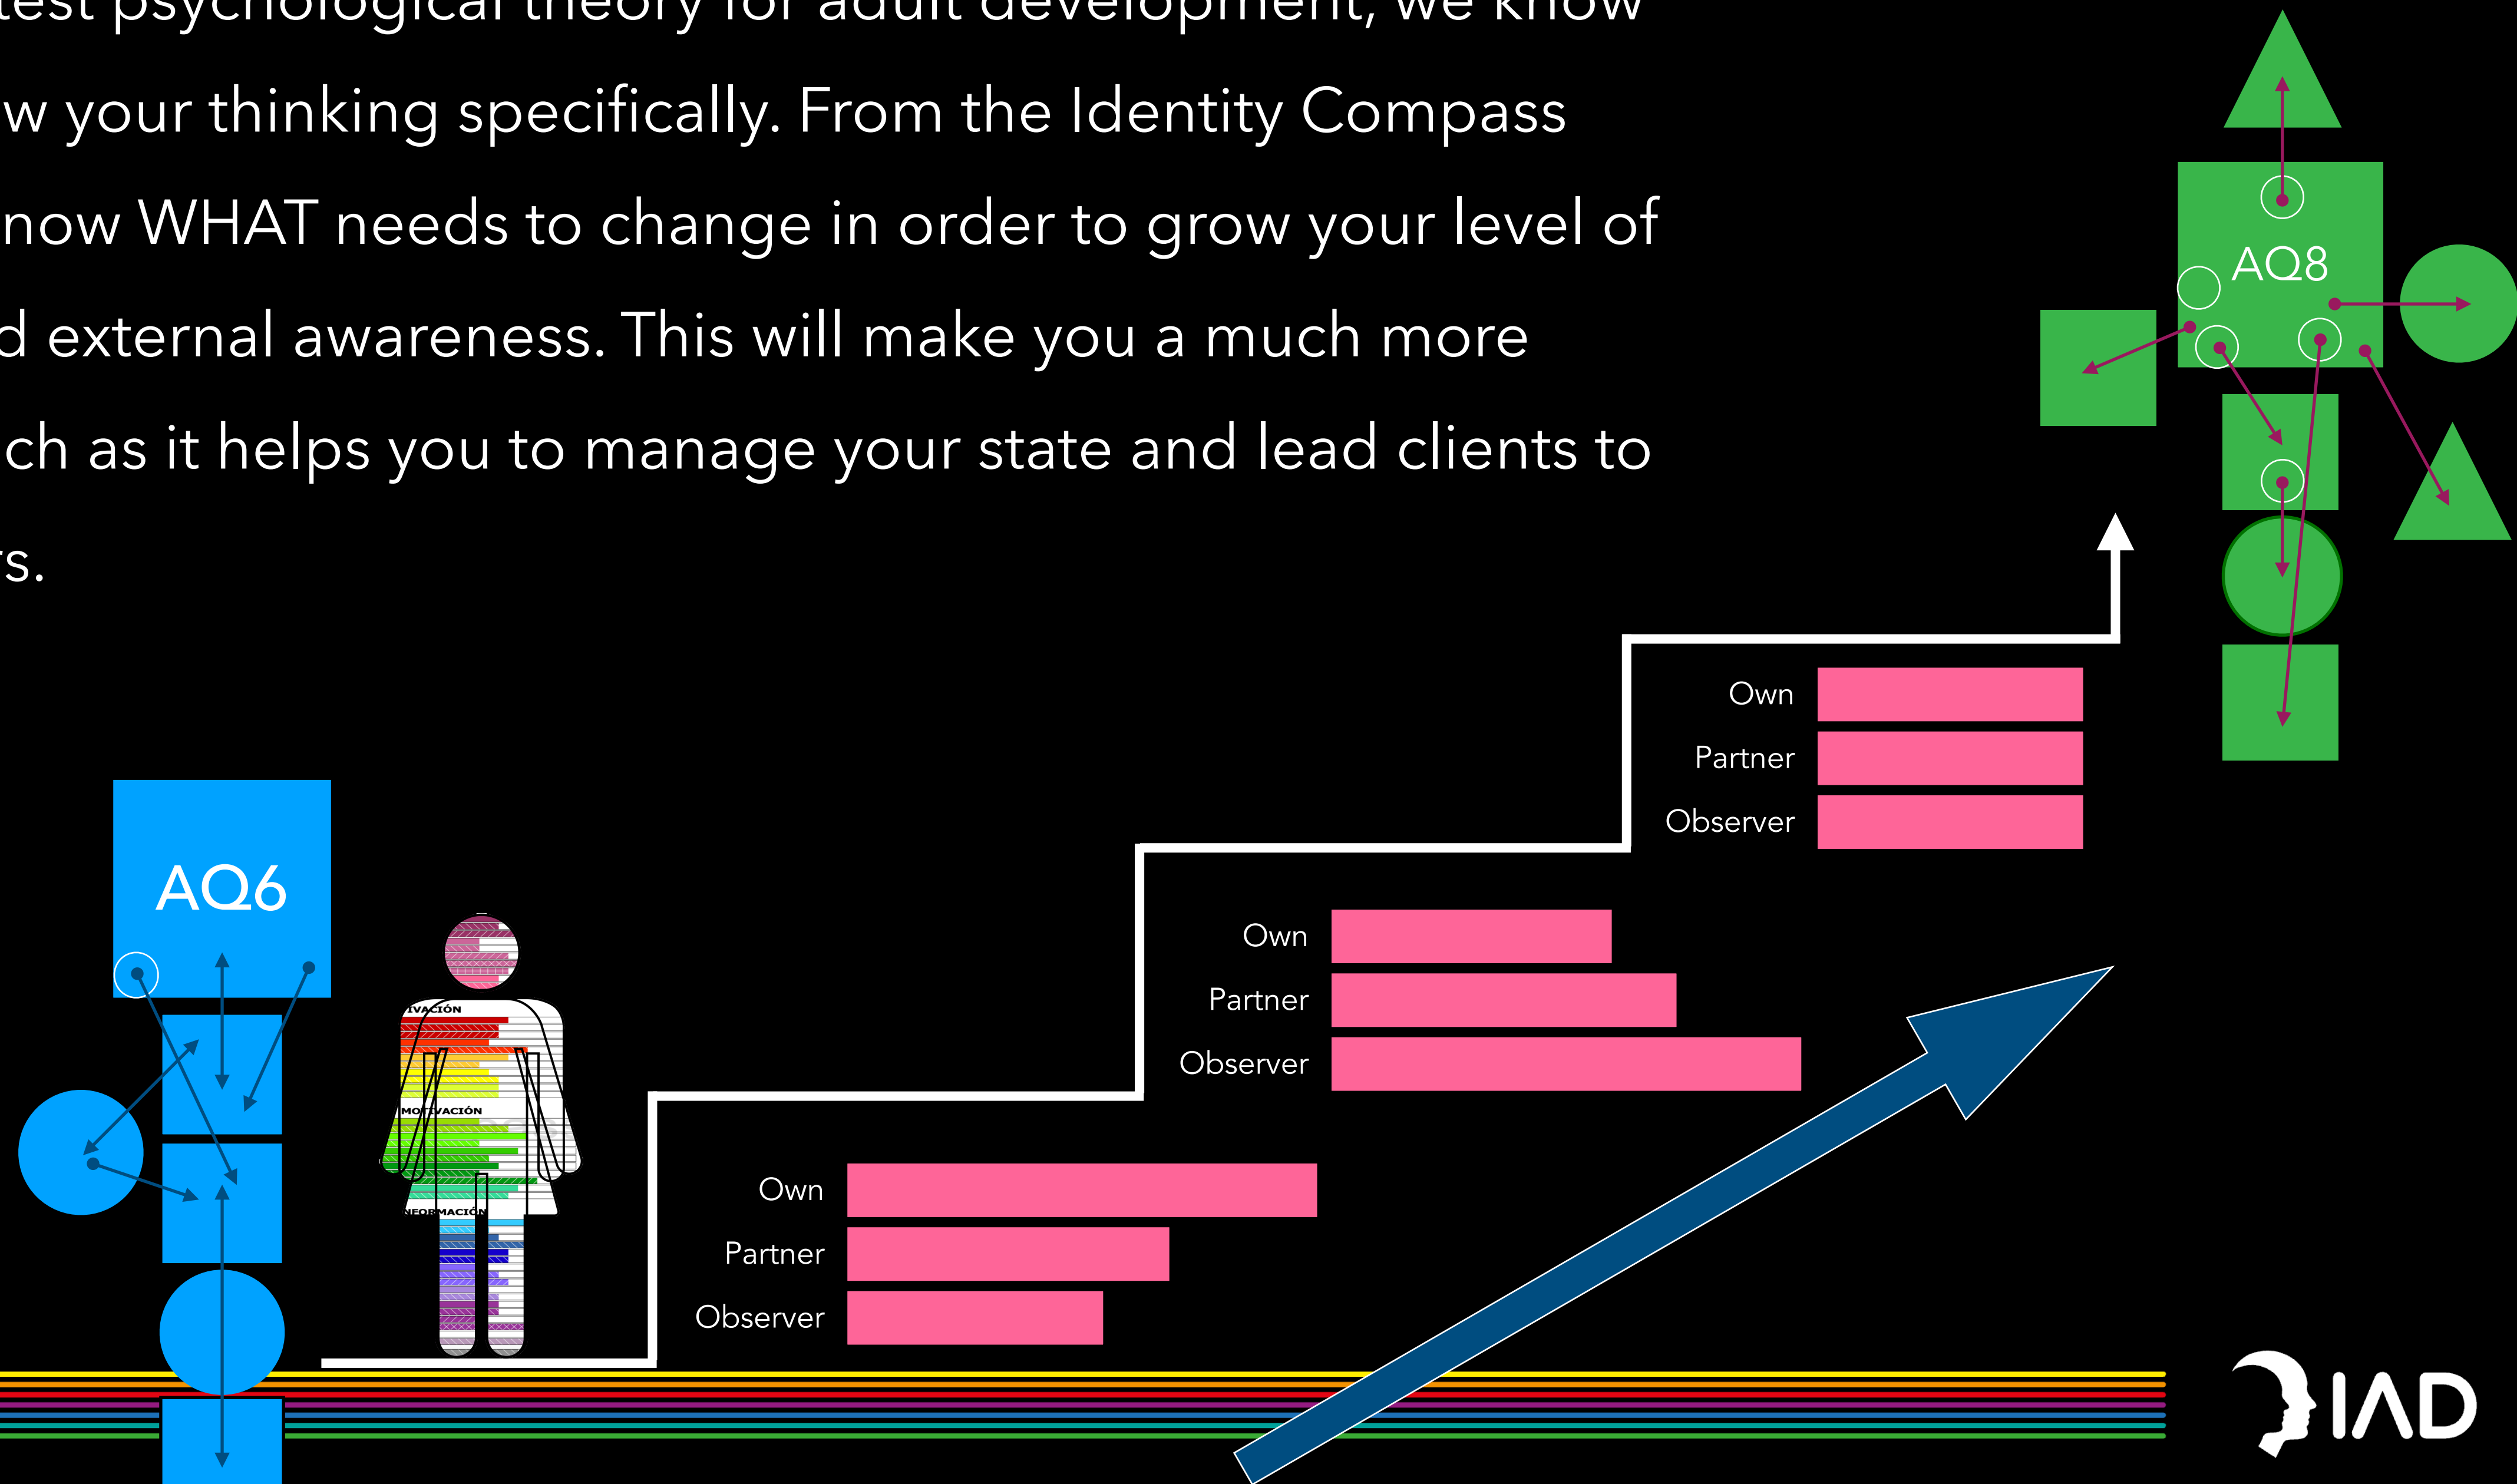 test psychological theory for adult development, we know
w your thinking specifically. From the Identity Compass
now WHAT needs to change in order to grow your level of
d external awareness. This will make you a much more
ch as it helps you to manage your state and lead clients to
rs.
AQ8
Own
Partner
Observer
AQ6
Own
Partner
Observer
IVACIÓN
MOTIVACIÓN
NFORMACIÓN
Own
Partner
Observer
IAD